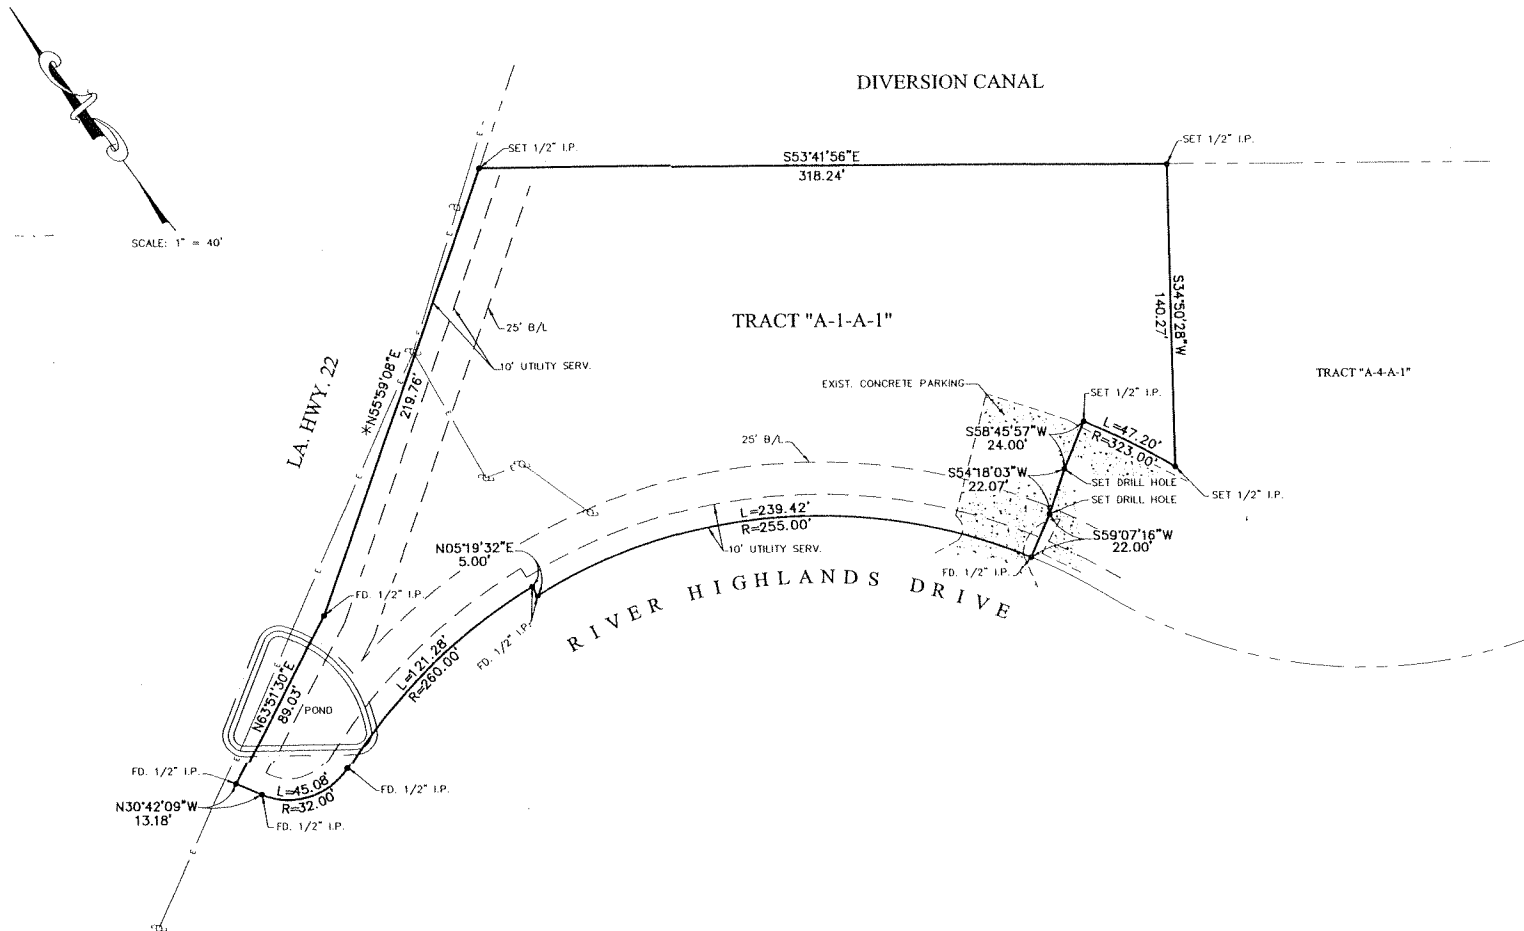 DIVERSION CANAL
SET 1/2" I.P.
SET 1/2" I.P.
S53°41'56"E
318.24'
SCALE: 1" = 40'
S34°50'28"W
140.27'
TRACT "A-1-A-1"
25' B/L
10' UTILITY SERV.
LA. HWY. 22
*N55°59'08"E
219.76'
TRACT "A-4-A-1"
EXIST. CONCRETE PARKING
SET 1/2" I.P.
L=47.20'
R=323.00'
S58°45'57"W
24.00'
25' B/L
S54°18'03"W
22.07'
SET DRILL HOLE
SET DRILL HOLE
SET 1/2" I.P.
L=239.42'
R=255.00'
10' UTILITY SERV.
S59°07'16"W
22.00'
N05°19'32"E
5.00'
FD. 1/2" I.P.
RIVER HIGHLANDS DRIVE
FD. 1/2" I.P.
FD. 1/2" I.P.
L=121.28'
R=260.00'
N63°51'30"E
89.03'
POND
FD. 1/2" I.P.
L=45.08'
R=32.00'
FD. 1/2" I.P.
N30°42'09"W
13.18'
FD. 1/2" I.P.